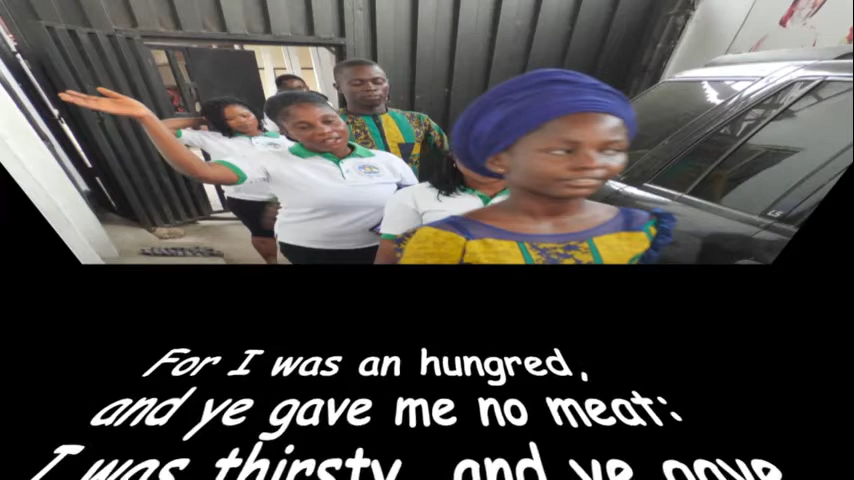 For I was an hungred,
and ye gave me no meat:
I was thirsty, and ye gave